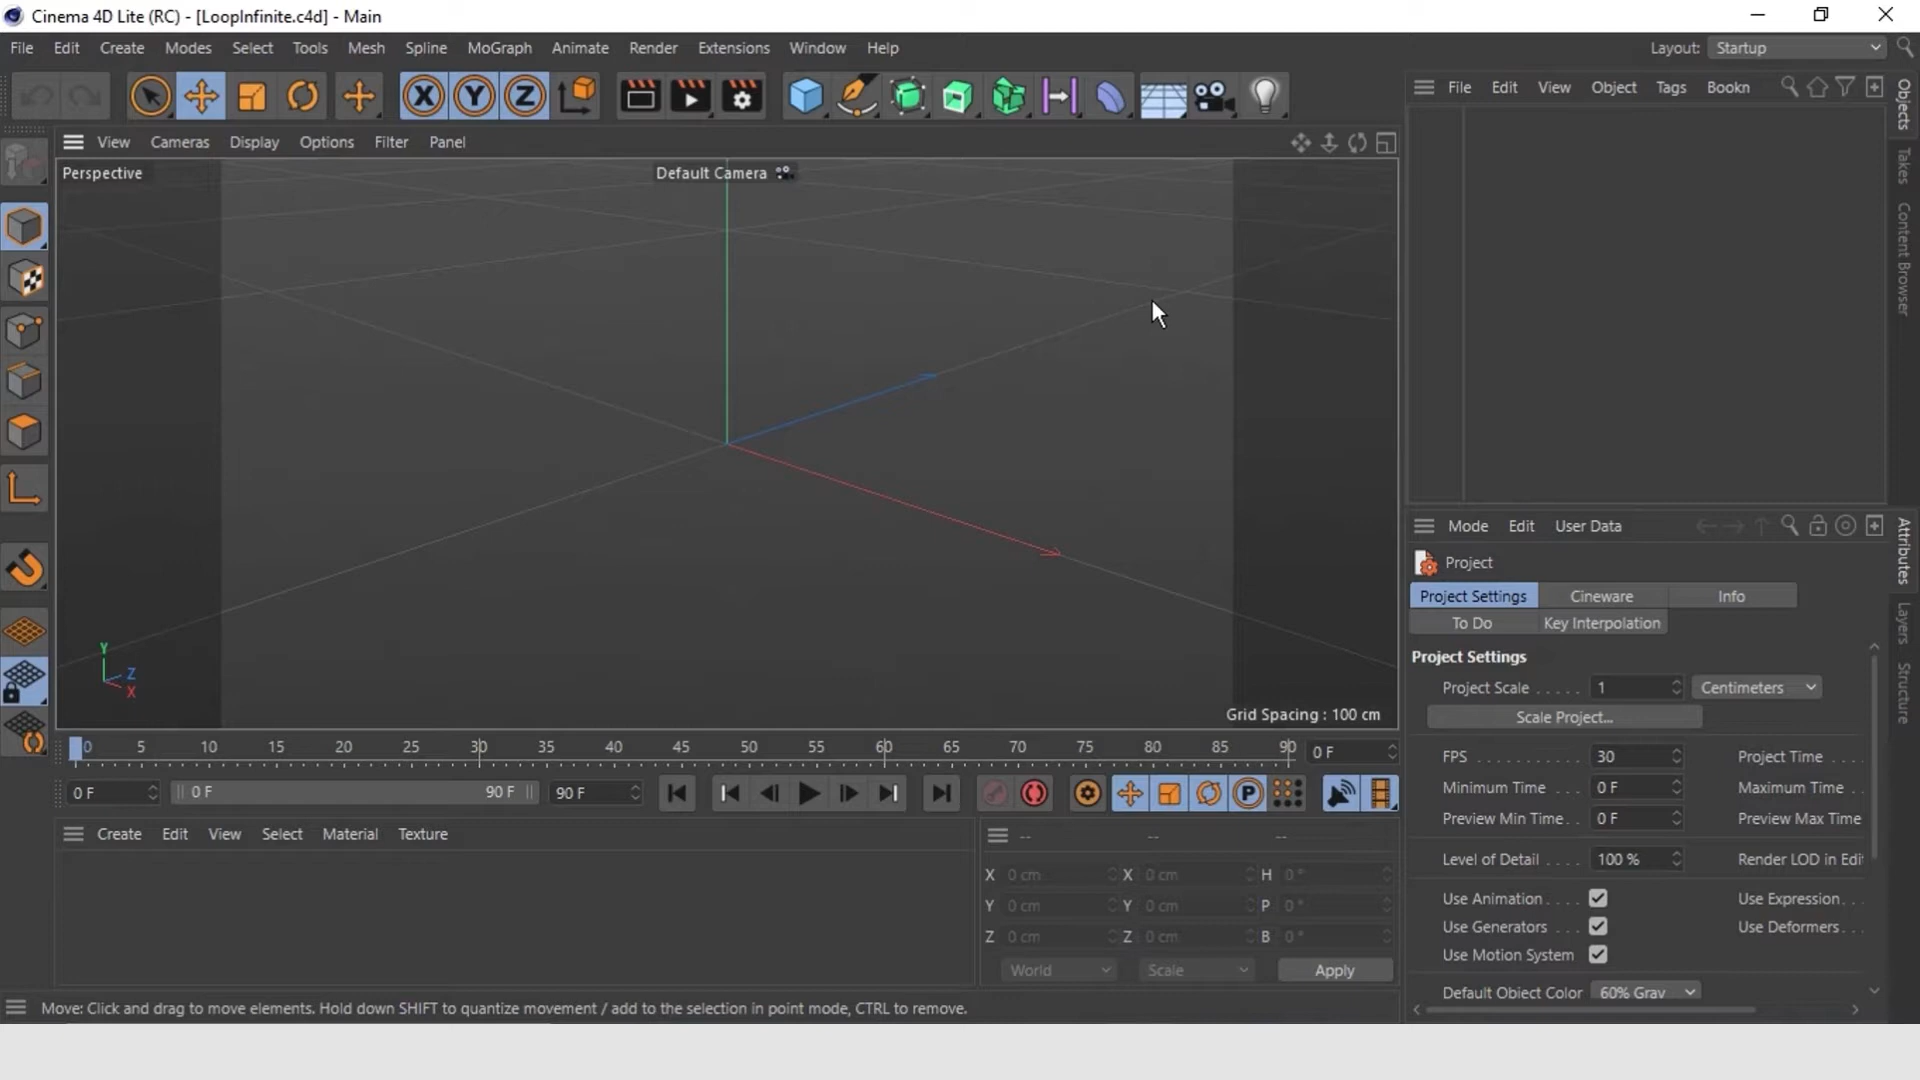 Cinema 4D Lite (RC) - [LoopInfinite.c4d] - Main
File Edit Create Modes Select Tools Mesh Spline MoGraph Animate Render Extensions Window Help Layout: Startup
X Y Z
File Edit View Object Tags Bookn
View Cameras Display Options Filter Panel
Perspective Default Camera
Objects
Takes
Content Browser
Y
Z
X
Grid Spacing : 100 cm
Mode Edit User Data
Attributes
Layers
Structure
Project
Project Settings Cineware Info
To Do Key Interpolation
Project Settings
Project Scale . . . . . 1 Centimeters
Scale Project...
FPS . . . . . . . . . . . 30 Project Time . . . .
Minimum Time . . 0 F Maximum Time . .
Preview Min Time. . 0 F Preview Max Time
Level of Detail . . . . 100 % Render LOD in Edi
Use Animation . . . . Use Expression. . .
Use Generators . . . Use Deformers. . .
Use Motion System
Default Object Color 60% Gray
0 5 10 15 20 25 30 35 40 45 50 55 60 65 70 75 80 85 90 0 F
0 F 0 F 90 F 90 F P
Create Edit View Select Material Texture
-- -- --
X 0 cm X 0 cm H 0 °
Y 0 cm Y 0 cm P 0 °
Z 0 cm Z 0 cm B 0 °
World Scale Apply
Move: Click and drag to move elements. Hold down SHIFT to quantize movement / add to the selection in point mode, CTRL to remove.